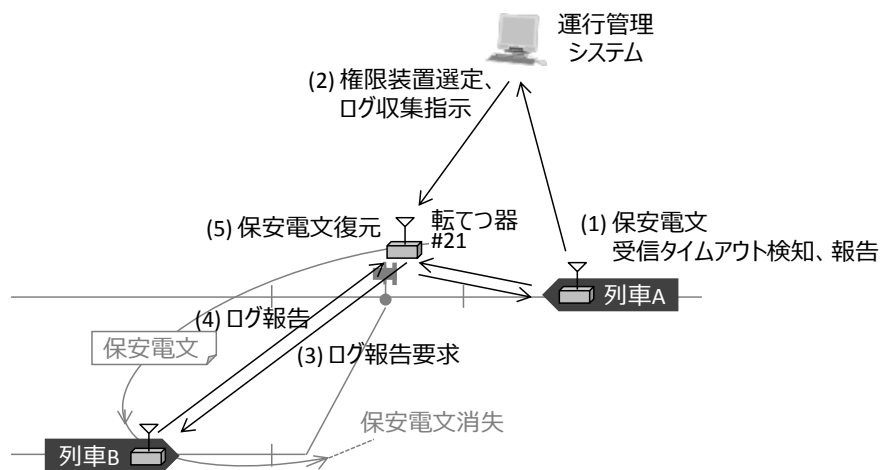 運行管理
システム
(2) 権限装置選定、
ログ収集指示
(5) 保安電文復元
転てつ器
#21
(1) 保安電文
受信タイムアウト検知、報告
列車A
(4) ログ報告
保安電文
(3) ログ報告要求
保安電文消失
列車B